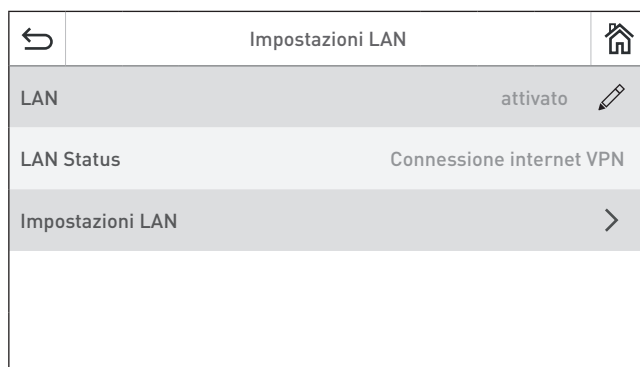 Impostazioni LAN
LAN attivato
LAN Status Connessione internet VPN
Impostazioni LAN